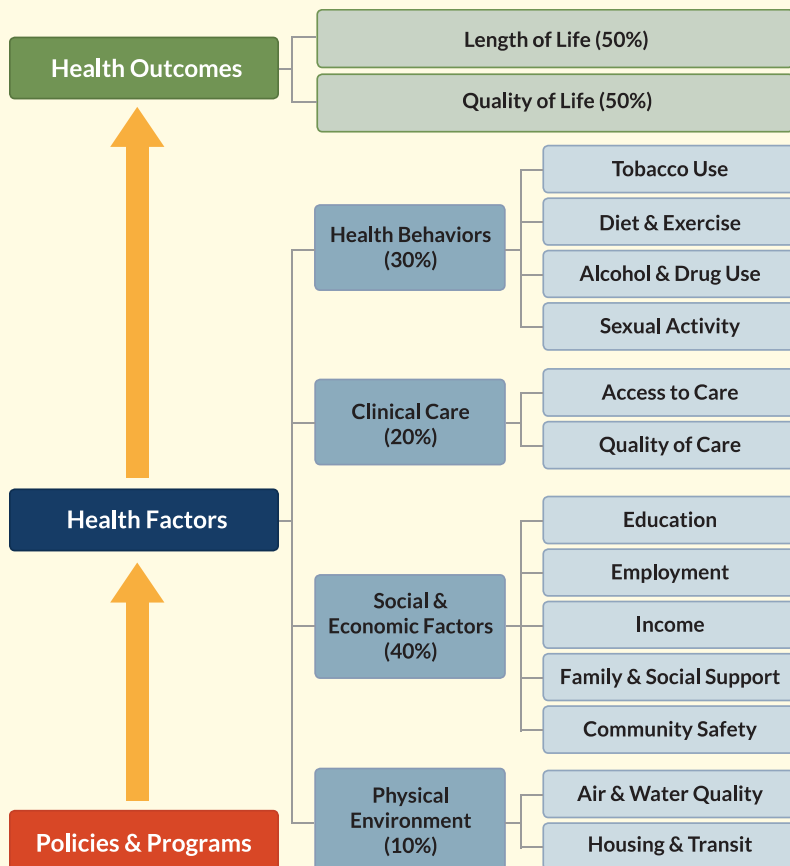 Health Outcomes
Length of Life (50%)
Quality of Life (50%)
Health Behaviors
(30%)
Tobacco Use
Diet & Exercise
Alcohol & Drug Use
Sexual Activity
Clinical Care
(20%)
Access to Care
Quality of Care
Health Factors
Social &
Economic Factors
(40%)
Education
Employment
Income
Family & Social Support
Community Safety
Physical
Environment
(10%)
Air & Water Quality
Housing & Transit
Policies & Programs